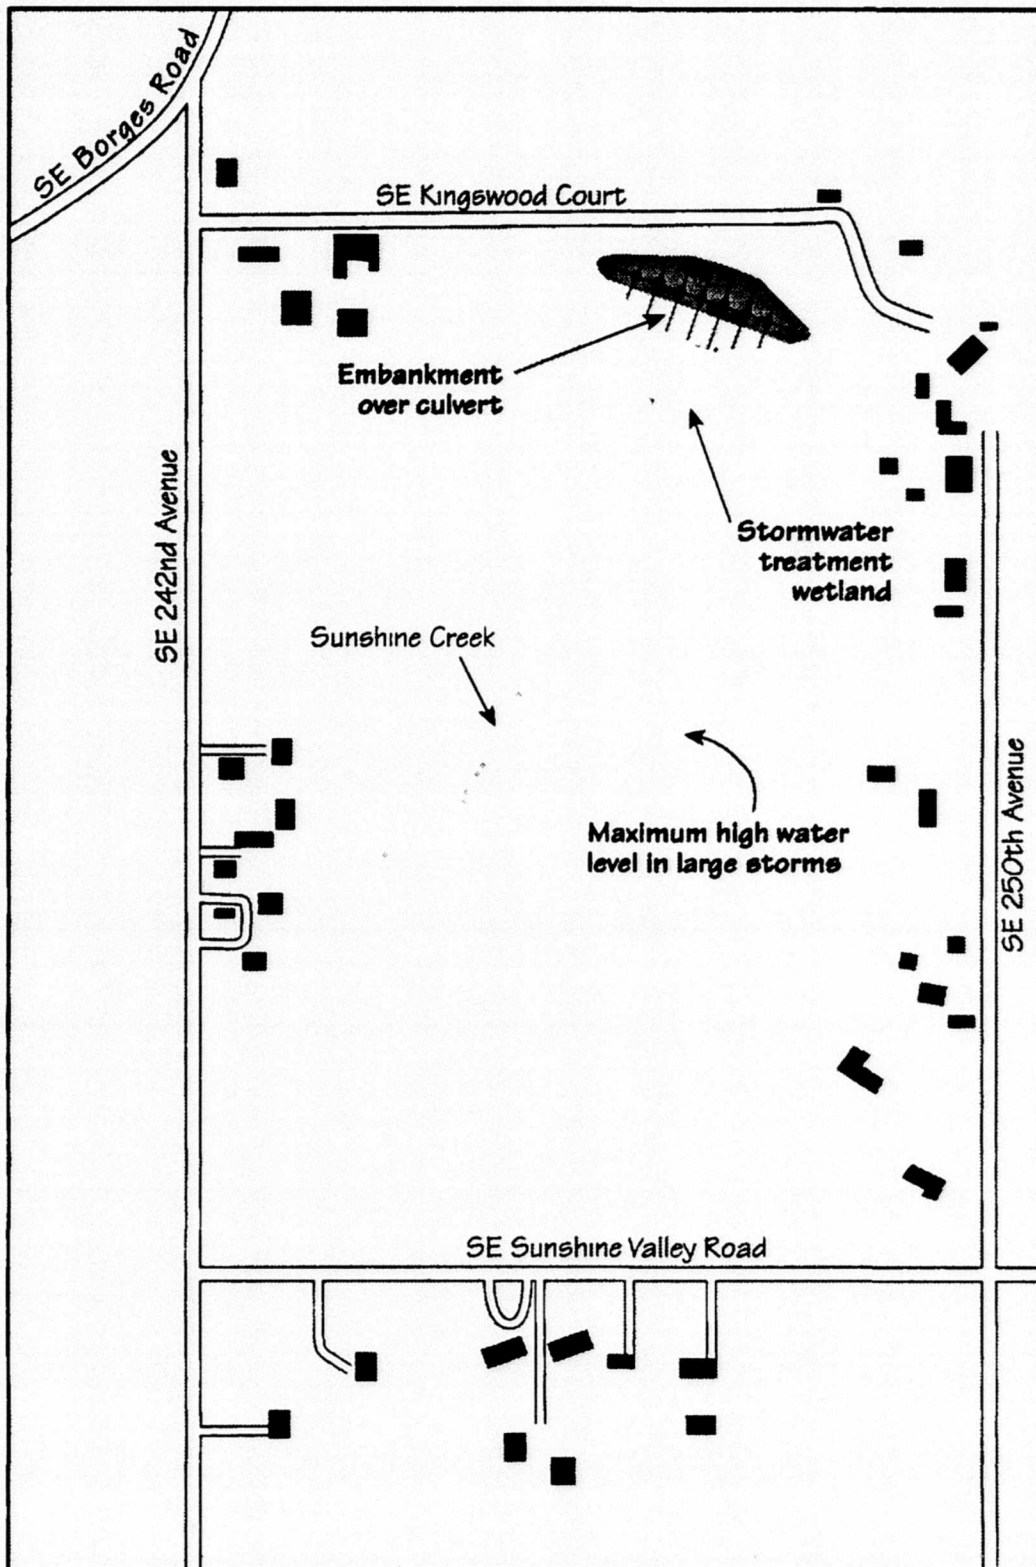 SE Borges Road
SE Kingswood Court
Embankment
over culvert
SE 242nd Avenue
Stormwater
treatment
wetland
Sunshine Creek
Maximum high water
level in large storms
SE 250th Avenue
SE Sunshine Valley Road